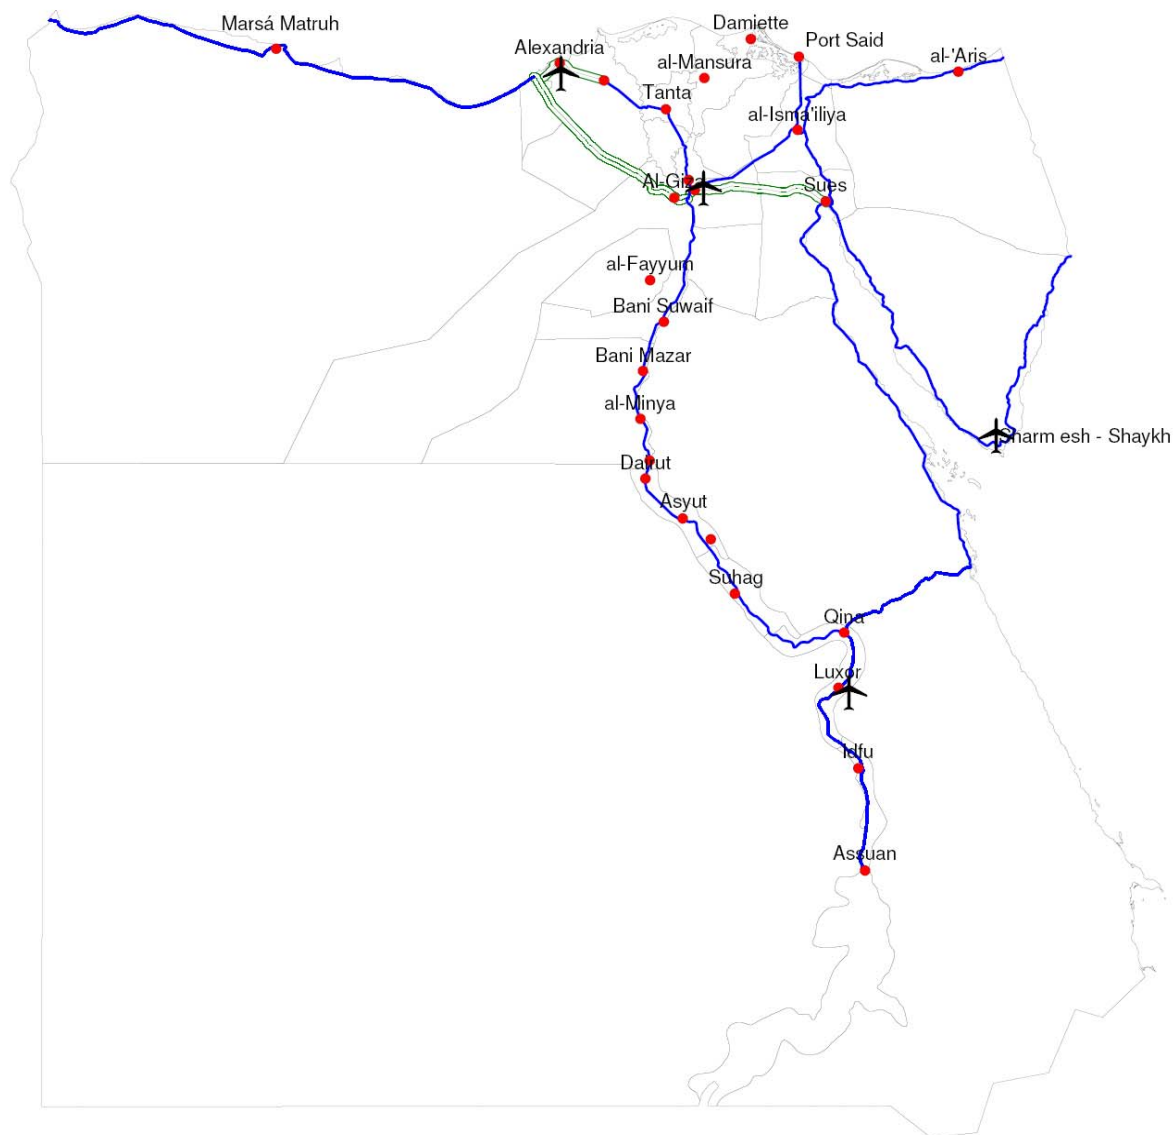 Damiette
Marsá Matruh
Port Said
Alexandria
al-'Aris
al-Mansura
Tanta
al-Isma'iliya
Al-Giza
Sues
al-Fayyum
Bani Suwaif
Bani Mazar
al-Minya
Sharm esh - Shaykh
Dairut
Asyut
Suhag
Qina
Luxor
Idfu
Assuan